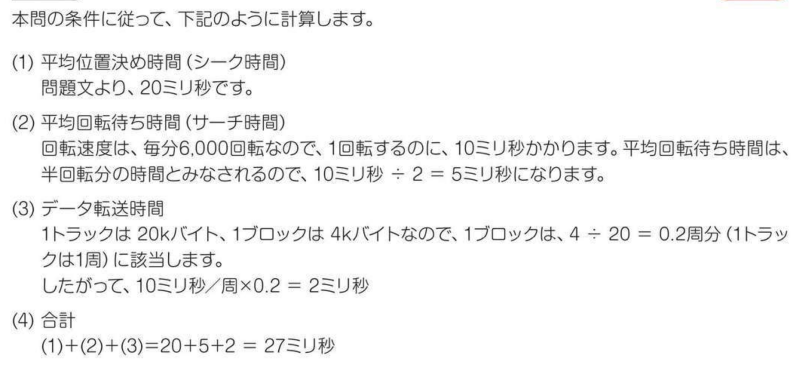 本問の条件に従って、下記のように計算します。
(1) 平均位置決め時間(シーク時間)
問題文より、20ミリ秒です。
(2) 平均回転待ち時間(サーチ時間)
回転速度は、毎分6,000回転なので、1回転するのに、10ミリ秒かかります。平均回転待ち時間は、
半回転分の時間とみなされるので、10ミリ秒 ÷ 2 = 5ミリ秒になります。
(3) データ転送時間
1トラックは 20kバイト、1ブロックは 4kバイトなので、1ブロックは、4 ÷ 20 = 0.2周分(1トラッ
クは1周)に該当します。
したがって、10ミリ秒/周×0.2 = 2ミリ秒
(4) 合計
(1)+(2)+(3)=20+5+2 = 27ミリ秒